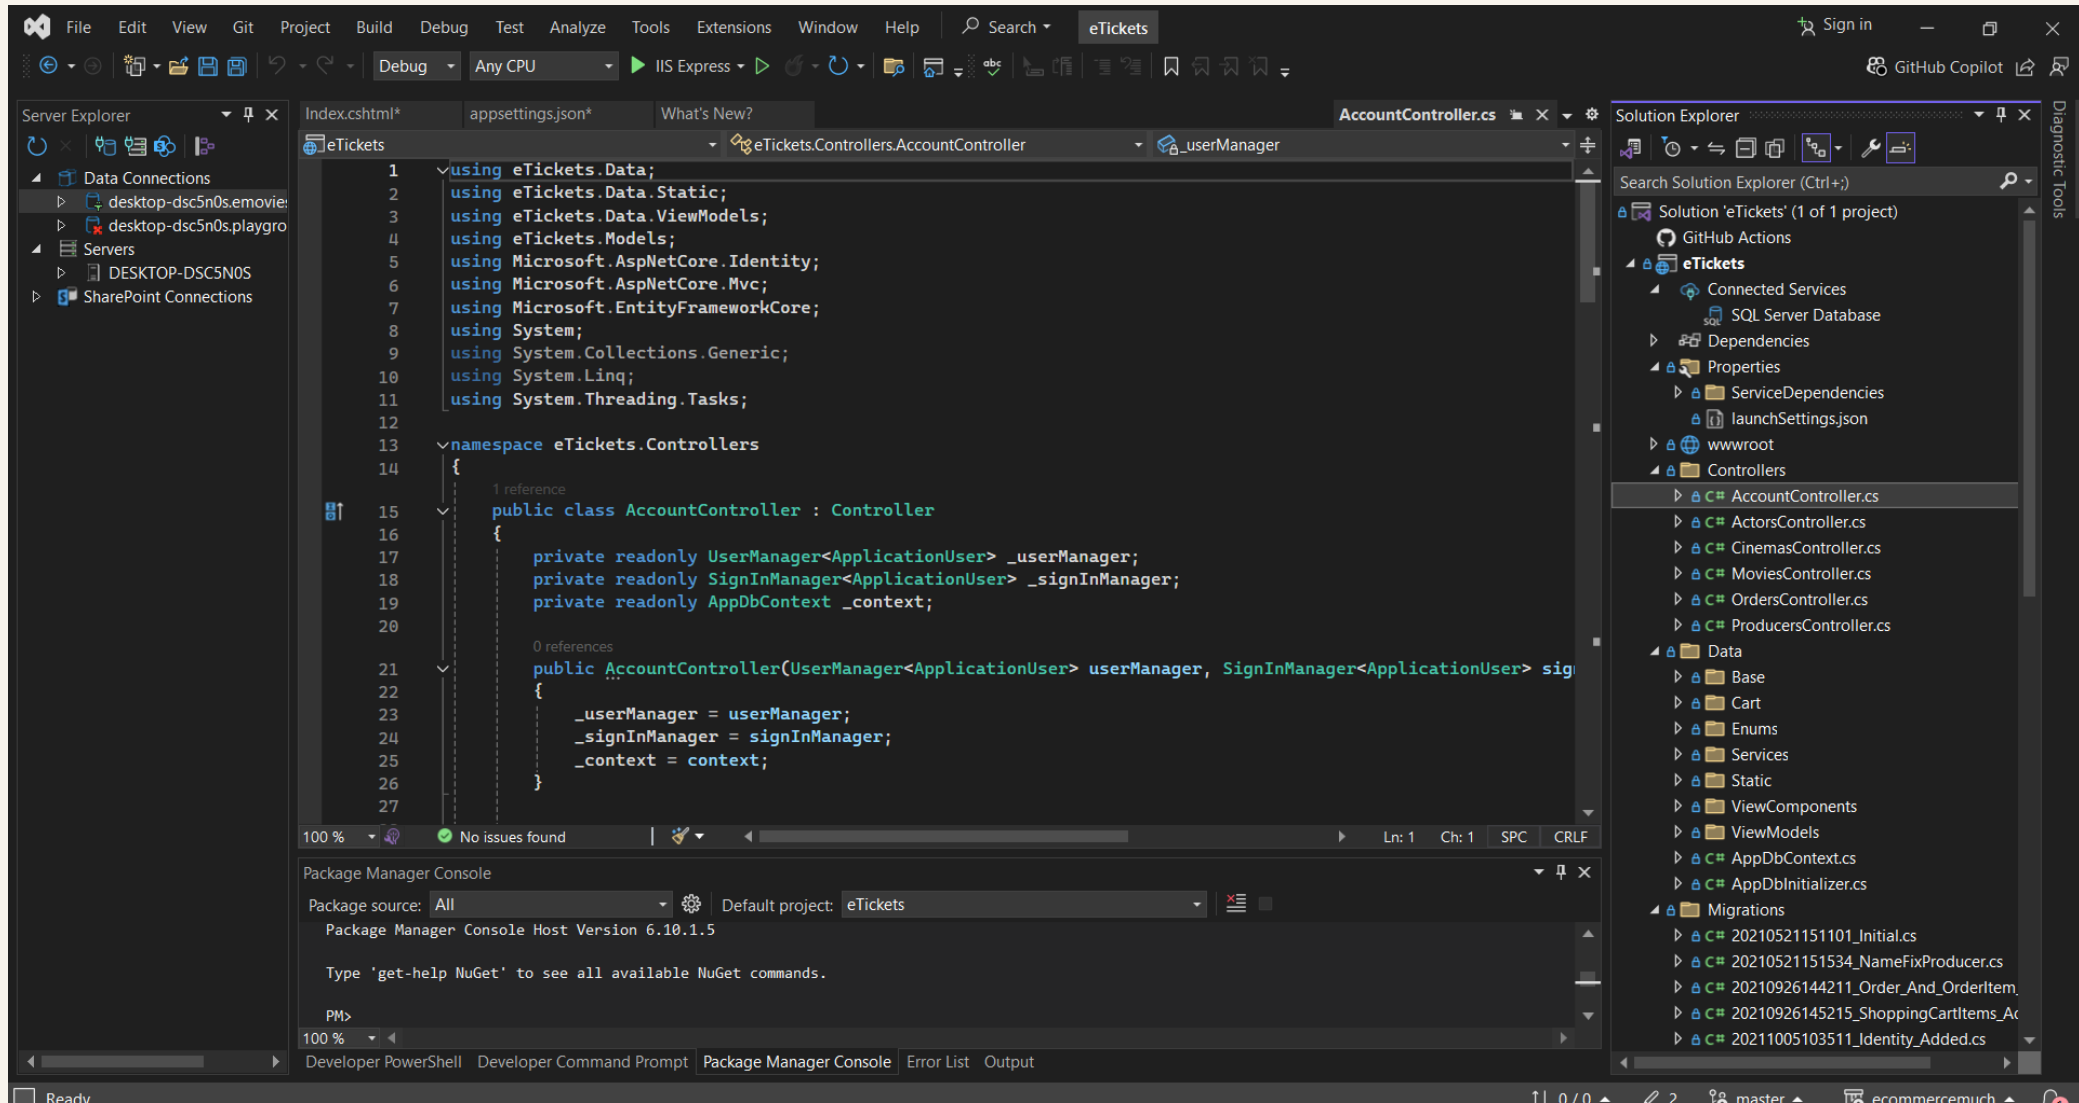 File Edit View Git Project Build Debug Test Analyze Tools Extensions Window Help Search eTickets Sign in
Debug Any CPU IIS Express GitHub Copilot
Server Explorer
Data Connections
desktop-dsc5n0s.emovie
desktop-dsc5n0s.playgro
Servers
DESKTOP-DSC5N0S
SharePoint Connections
Index.cshtml* appsettings.json* What's New? AccountController.cs
eTickets eTickets.Controllers.AccountController _userManager
1 using eTickets.Data;
2 using eTickets.Data.Static;
3 using eTickets.Data.ViewModels;
4 using eTickets.Models;
5 using Microsoft.AspNetCore.Identity;
6 using Microsoft.AspNetCore.Mvc;
7 using Microsoft.EntityFrameworkCore;
8 using System;
9 using System.Collections.Generic;
10 using System.Linq;
11 using System.Threading.Tasks;
12
13 namespace eTickets.Controllers
14 {
1 reference
15 public class AccountController : Controller
16 {
17 private readonly UserManager<ApplicationUser> _userManager;
18 private readonly SignInManager<ApplicationUser> _signInManager;
19 private readonly AppDbContext _context;
20
0 references
21 public AccountController(UserManager<ApplicationUser> userManager, SignInManager<ApplicationUser> sig
22 {
23 _userManager = userManager;
24 _signInManager = signInManager;
25 _context = context;
26 }
27
100 % No issues found Ln: 1 Ch: 1 SPC CRLF
Package Manager Console
Package source: All Default project: eTickets
Package Manager Console Host Version 6.10.1.5
Type 'get-help NuGet' to see all available NuGet commands.
PM>
100 %
Developer PowerShell Developer Command Prompt Package Manager Console Error List Output
Solution Explorer
Search Solution Explorer (Ctrl+;)
Solution 'eTickets' (1 of 1 project)
GitHub Actions
eTickets
Connected Services
SQL Server Database
Dependencies
Properties
ServiceDependencies
launchSettings.json
wwwroot
Controllers
C# AccountController.cs
C# ActorsController.cs
C# CinemasController.cs
C# MoviesController.cs
C# OrdersController.cs
C# ProducersController.cs
Data
Base
Cart
Enums
Services
Static
ViewComponents
ViewModels
C# AppDbContext.cs
C# AppDbInitializer.cs
Migrations
C# 20210521151101_Initial.cs
C# 20210521151534_NameFixProducer.cs
C# 20210926144211_Order_And_OrderItem_
C# 20210926145215_ShoppingCartItems_Ad
C# 20211005103511_Identity_Added.cs
Diagnostic Tools
Ready 0 / 0 2 master ecommercemuch